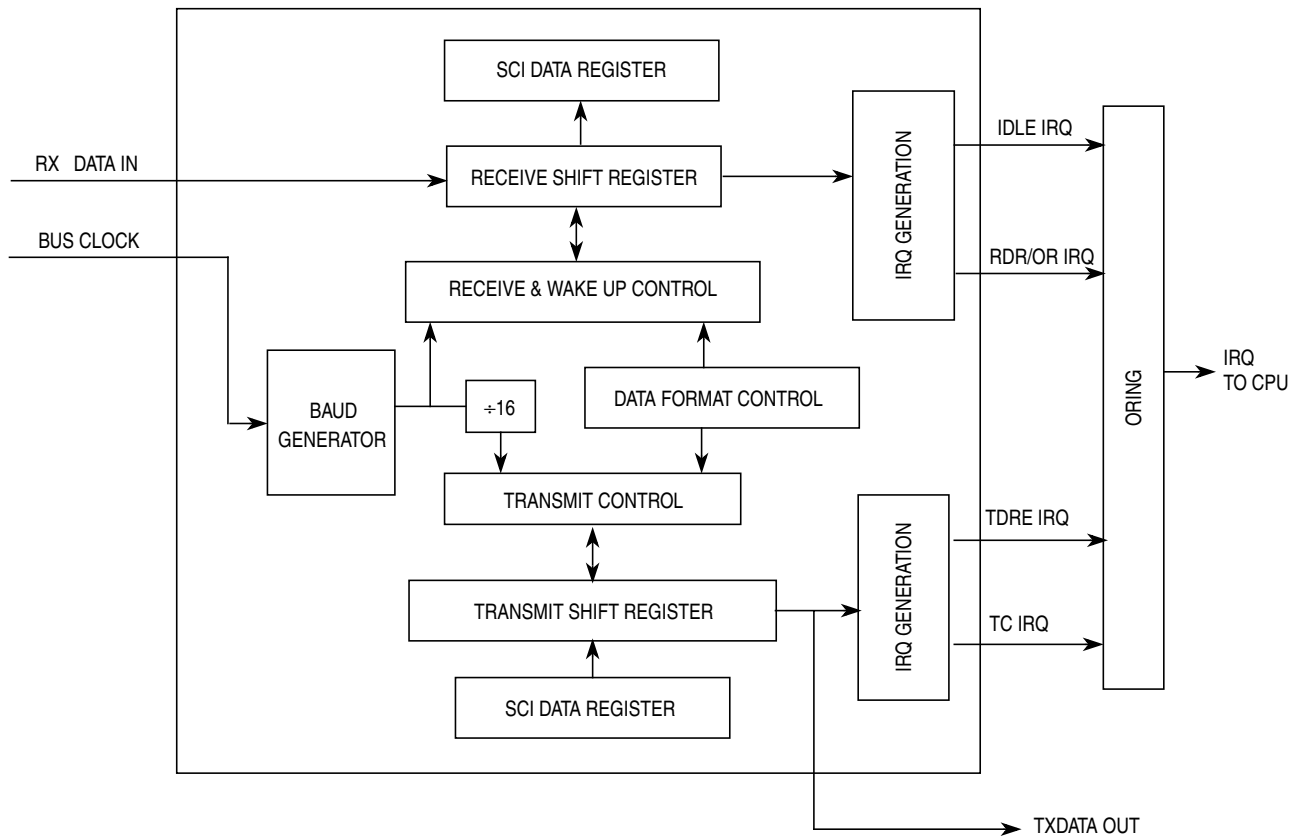 SCI DATA REGISTER
RX DATA IN
RECEIVE SHIFT REGISTER
IRQ GENERATION
IDLE IRQ
BUS CLOCK
RDR/OR IRQ
RECEIVE & WAKE UP CONTROL
BAUD
GENERATOR
÷16
DATA FORMAT CONTROL
ORING
IRQ
TO CPU
TRANSMIT CONTROL
IRQ GENERATION
TDRE IRQ
TRANSMIT SHIFT REGISTER
TC IRQ
SCI DATA REGISTER
TXDATA OUT